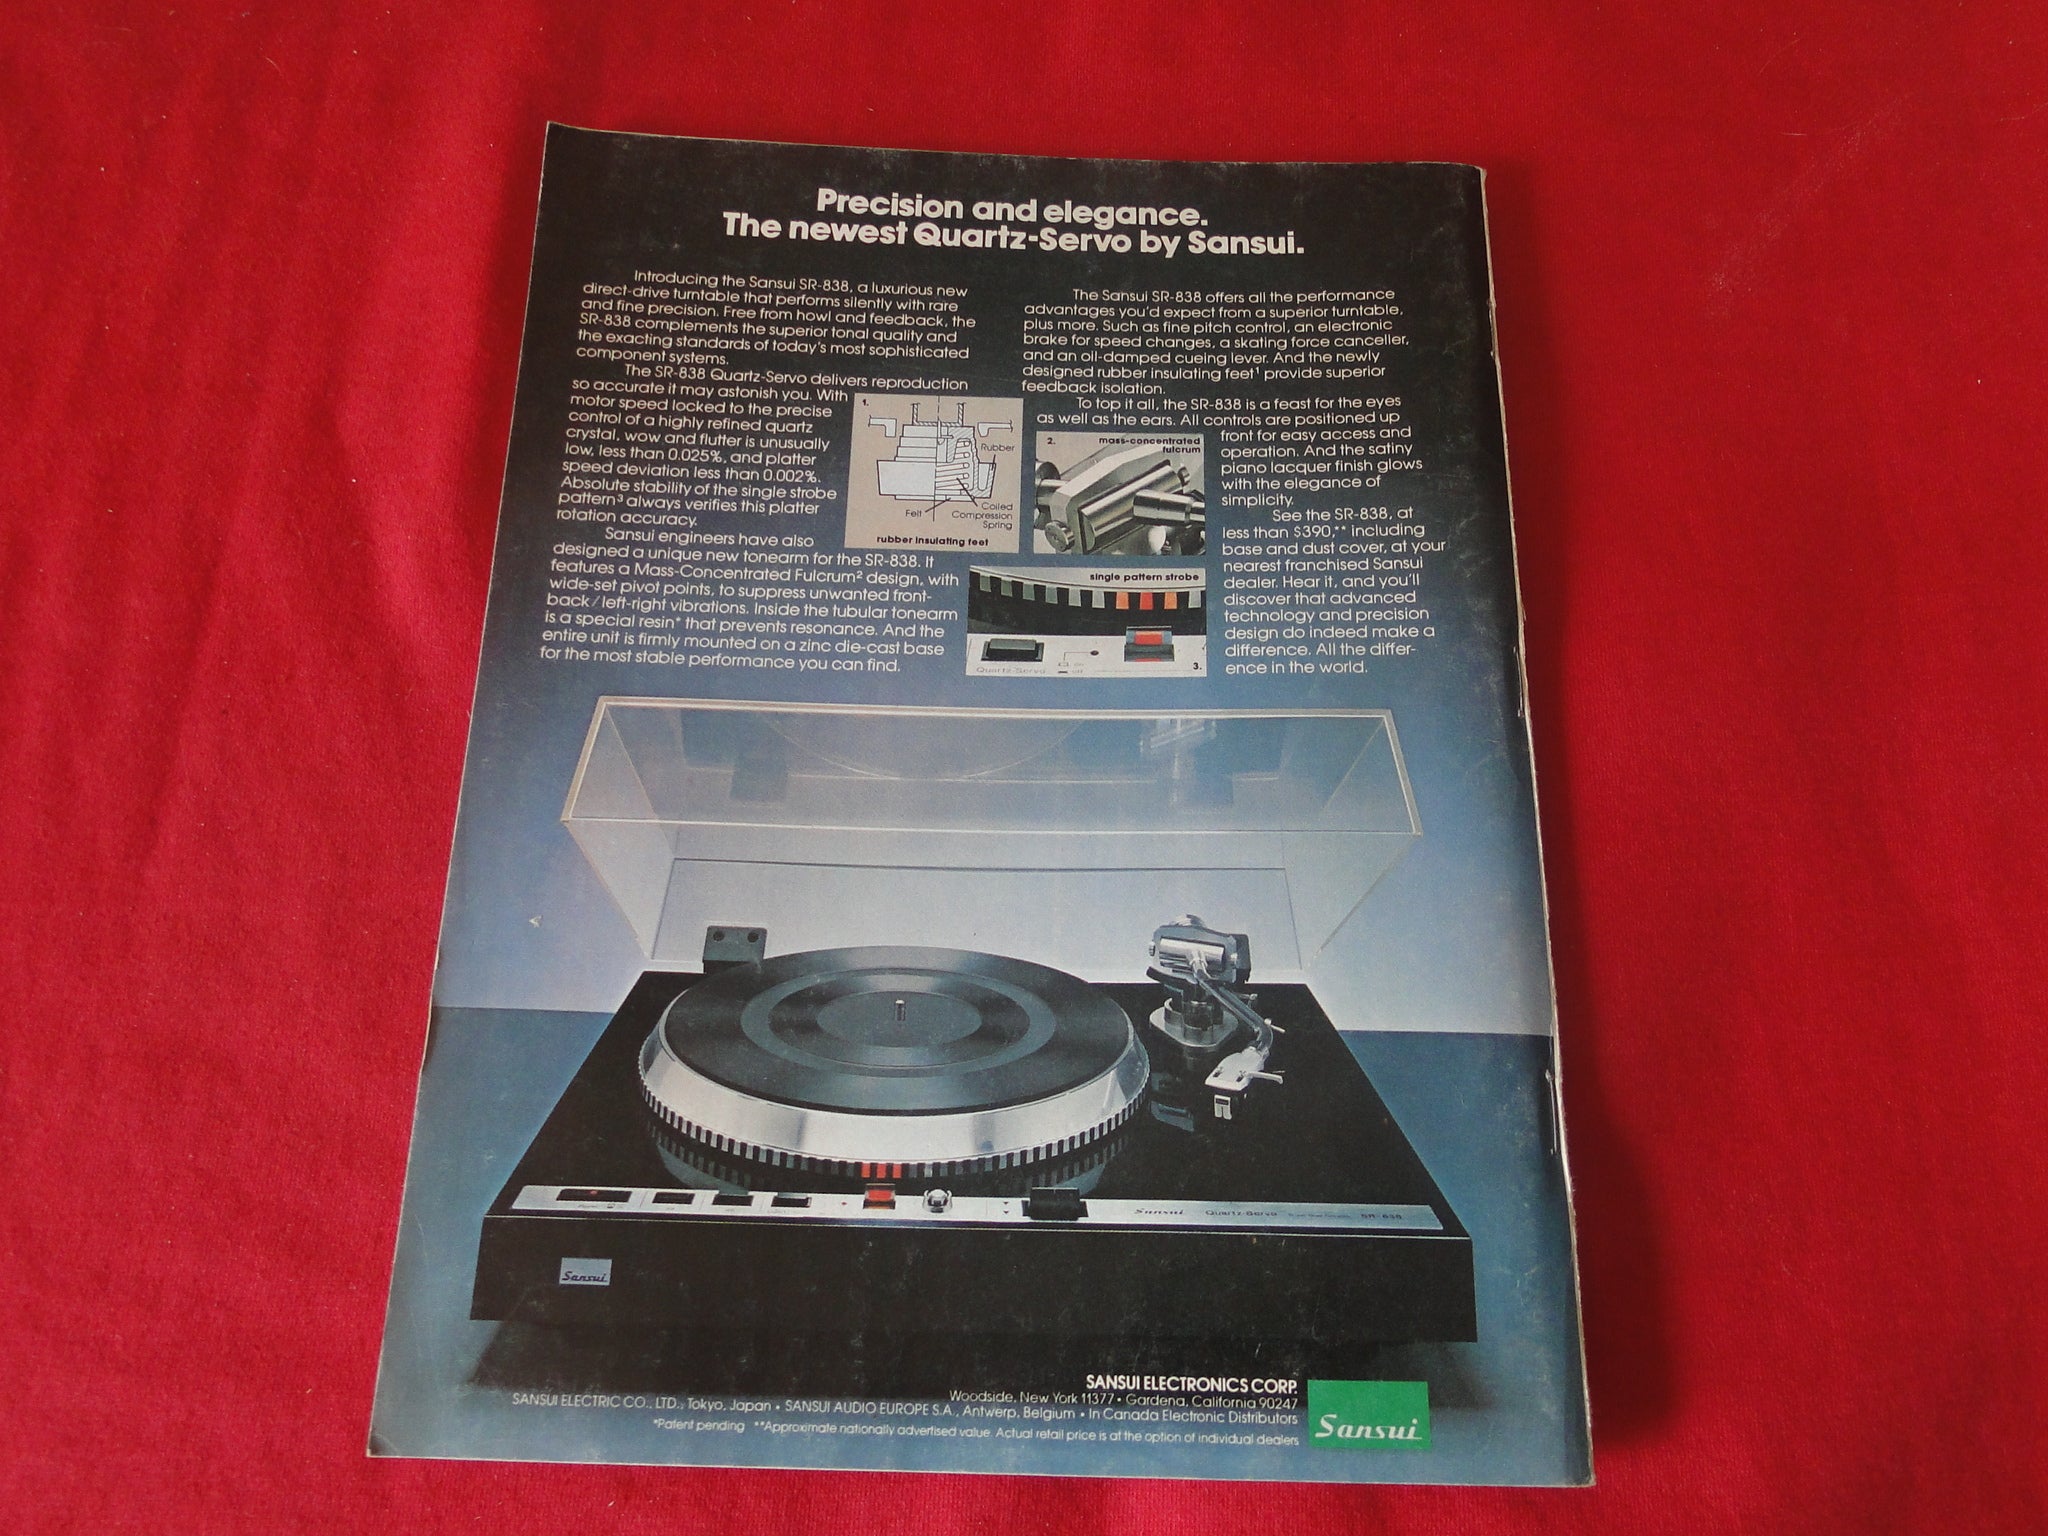 Precision and elegance.
The newest Quartz-Servo by Sansui.
Introducing the Sansui SR-838, a luxurious new
direct-drive turntable that performs silently with rare
and fine precision. Free from howl and feedback, the
SR-838 complements the superior tonal quality and
the exacting standards of today's most sophisticated
component systems.
The SR-838 Quartz-Servo delivers reproduction
so accurate it may astonish you. With
motor speed locked to the precise
control of a highly refined quartz
crystal, wow and flutter is unusually
low, less than 0.025%, and platter
speed deviation less than 0.002%.
Absolute stability of the single strobe
pattern³ always verifies this platter
rotation accuracy.
Sansui engineers have also
designed a unique new tonearm for the SR-838. It
features a Mass-Concentrated Fulcrum² design, with
wide-set pivot points, to suppress unwanted front-
back/left-right vibrations. Inside the tubular tonearm
is a special resin* that prevents resonance. And the
entire unit is firmly mounted on a zinc die-cast base
for the most stable performance you can find.
1.
Rubber
Felt
Coiled
Compression
Spring
rubber insulating feet
The Sansui SR-838 offers all the performance
advantages you'd expect from a superior turntable,
plus more. Such as fine pitch control, an electronic
brake for speed changes, a skating force canceller,
and an oil-damped cueing lever. And the newly
designed rubber insulating feet¹ provide superior
feedback isolation.
To top it all, the SR-838 is a feast for the eyes
as well as the ears. All controls are positioned up
front for easy access and
operation. And the satiny
piano lacquer finish glows
with the elegance of
simplicity.
See the SR-838, at
less than $390,** including
base and dust cover, at your
nearest franchised Sansui
dealer. Hear it, and you'll
discover that advanced
technology and precision
design do indeed make a
difference. All the differ-
ence in the world.
2.
mass-concentrated
fulcrum
single pattern strobe
Quartz-Servo
on
off
3.
Sansui Quartz-Servo SR-838
Sansui
SANSUI ELECTRONICS CORP.
Woodside, New York 11377 • Gardena, California 90247
SANSUI ELECTRIC CO., LTD., Tokyo, Japan • SANSUI AUDIO EUROPE S.A., Antwerp, Belgium • In Canada Electronic Distributors
*Patent pending **Approximate nationally advertised value. Actual retail price is at the option of individual dealers
Sansui